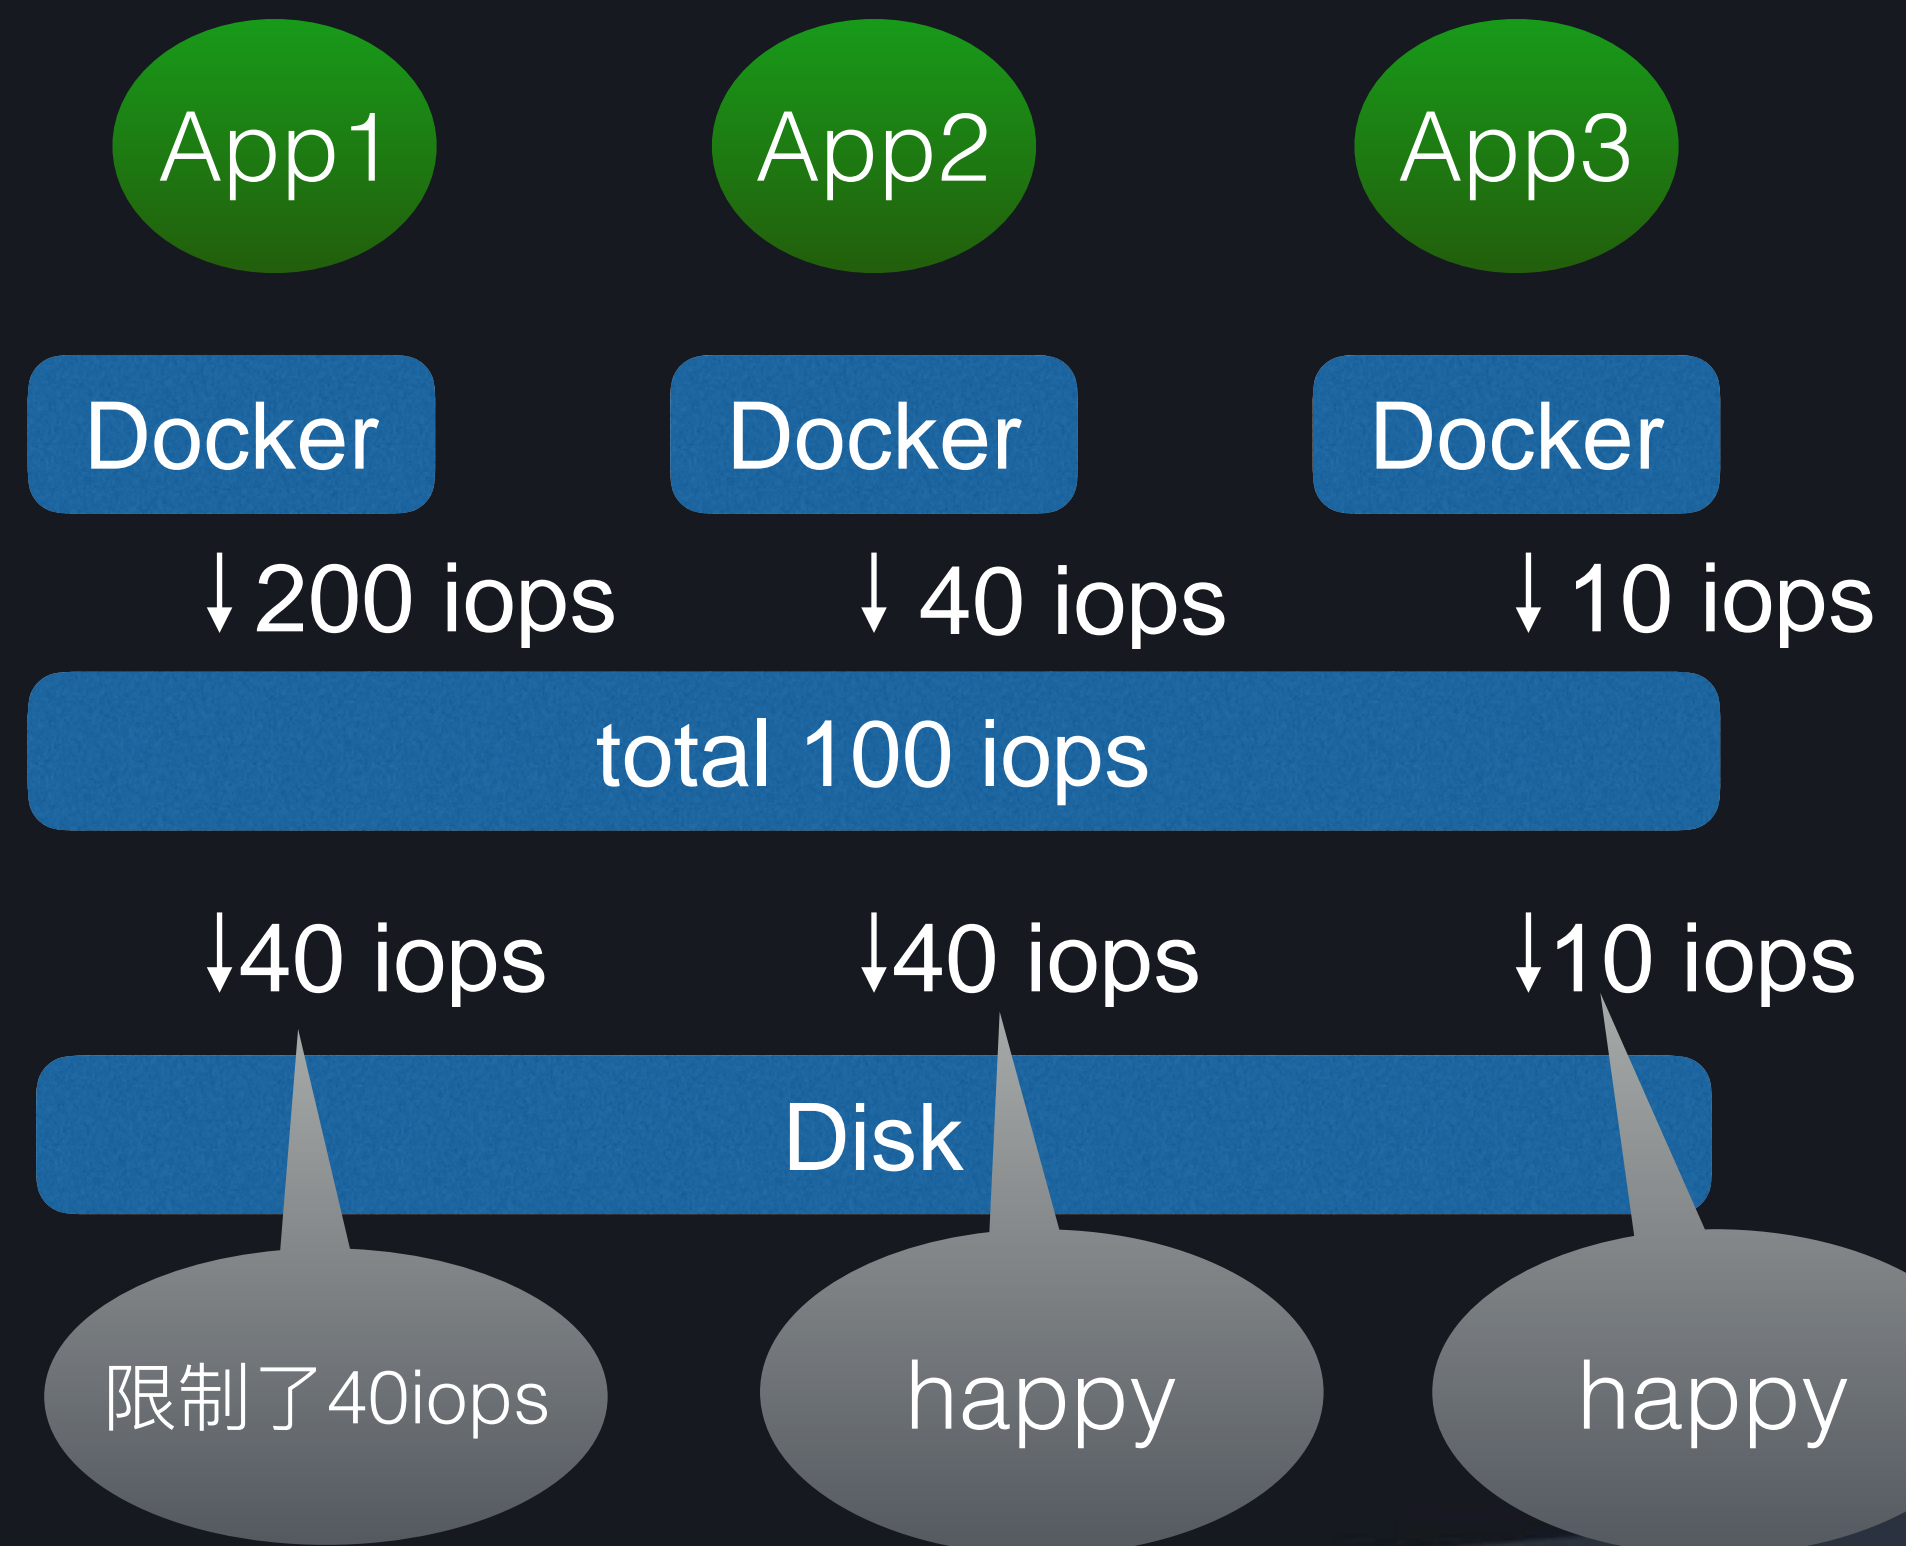 App1
App2
App3
Docker
Docker
Docker
200 iops
40 iops
10 iops
total 100 iops
40 iops
40 iops
10 iops
Disk
限制了40iops
happy
happy